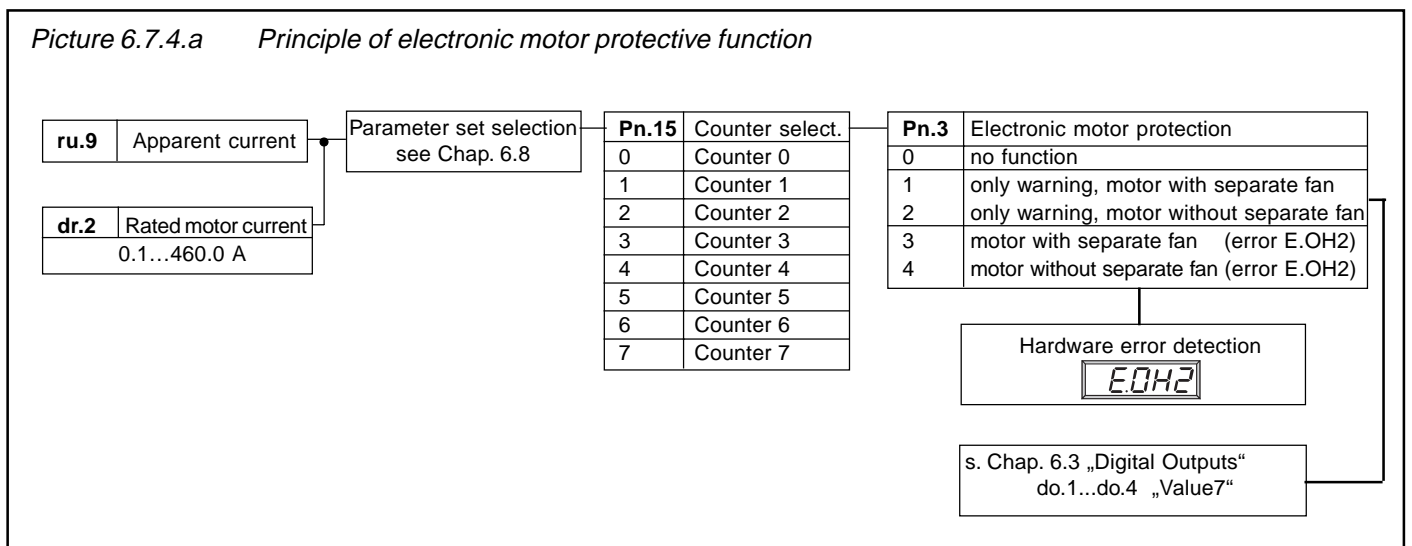 Picture 6.7.4.a Principle of electronic motor protective function
ru.9 Apparent current
dr.2 Rated motor current
0.1...460.0 A
Parameter set selection
see Chap. 6.8
Pn.15 Counter select.
0 Counter 0
1 Counter 1
2 Counter 2
3 Counter 3
4 Counter 4
5 Counter 5
6 Counter 6
7 Counter 7
Pn.3 Electronic motor protection
0 no function
1 only warning, motor with separate fan
2 only warning, motor without separate fan
3 motor with separate fan (error E.OH2)
4 motor without separate fan (error E.OH2)
Hardware error detection
E.OH2
s. Chap. 6.3 „Digital Outputs“
do.1...do.4 „Value7“